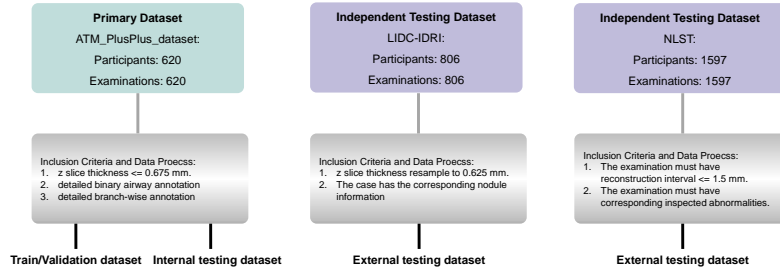 Primary Dataset
ATM_PlusPlus_dataset:
Participants: 620
Examinations: 620
Inclusion Criteria and Data Proecss:
1. z slice thickness <= 0.675 mm.
2. detailed binary airway annotation
3. detailed branch-wise annotation
Train/Validation dataset
Internal testing dataset
Independent Testing Dataset
LIDC-IDRI:
Participants: 806
Examinations: 806
Inclusion Criteria and Data Proecss:
1. z slice thickness resample to 0.625 mm.
2. The case has the corresponding nodule
information
External testing dataset
Independent Testing Dataset
NLST:
Participants: 1597
Examinations: 1597
Inclusion Criteria and Data Proecss:
1. The examination must have
reconstruction interval <= 1.5 mm.
2. The examination must have
corresponding inspected abnormalities.
External testing dataset